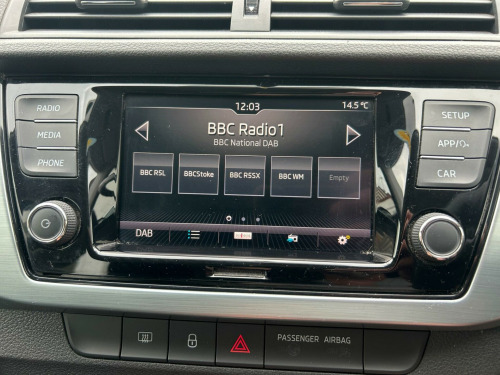 12:03
14.5 °C
RADIO
MEDIA
PHONE
BBC Radio1
BBC National DAB
BBC R5L
BBCStoke
BBC R5SX
BBC WM
Empty
DAB
SETUP
APP/
CAR
PASSENGER AIRBAG